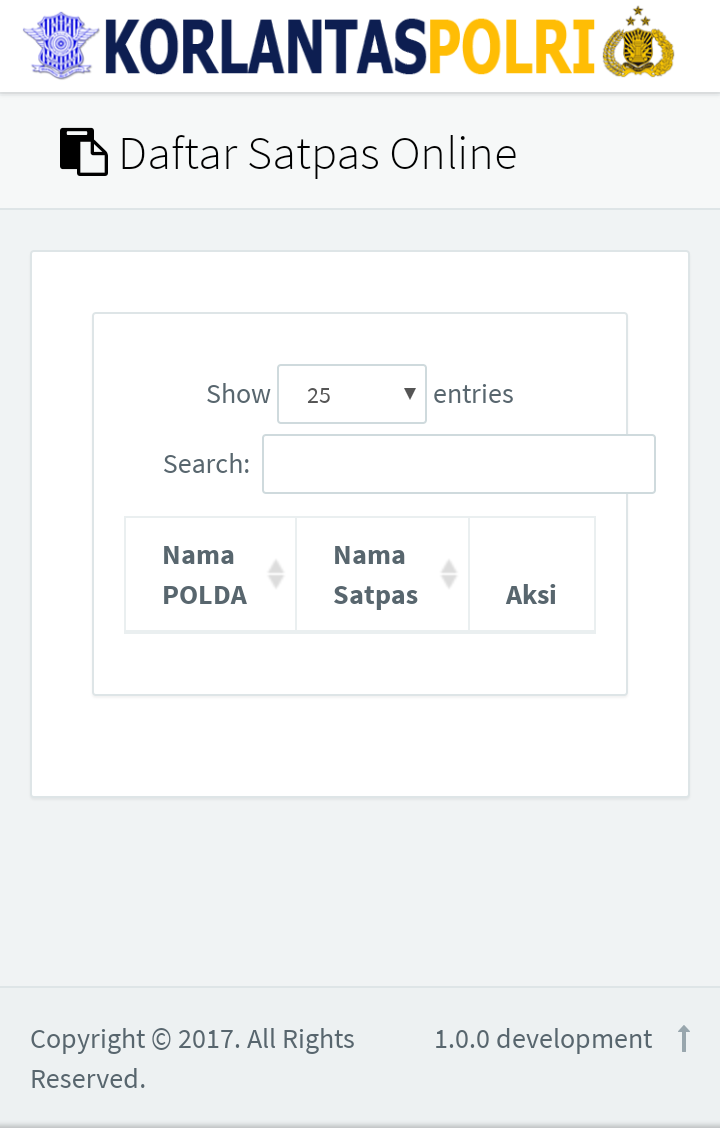 KORLANTASPOLRI
Daftar Satpas Online
Show 25 entries
Search:
Nama POLDA
Nama Satpas
Aksi
Copyright © 2017. All Rights Reserved.
1.0.0 development